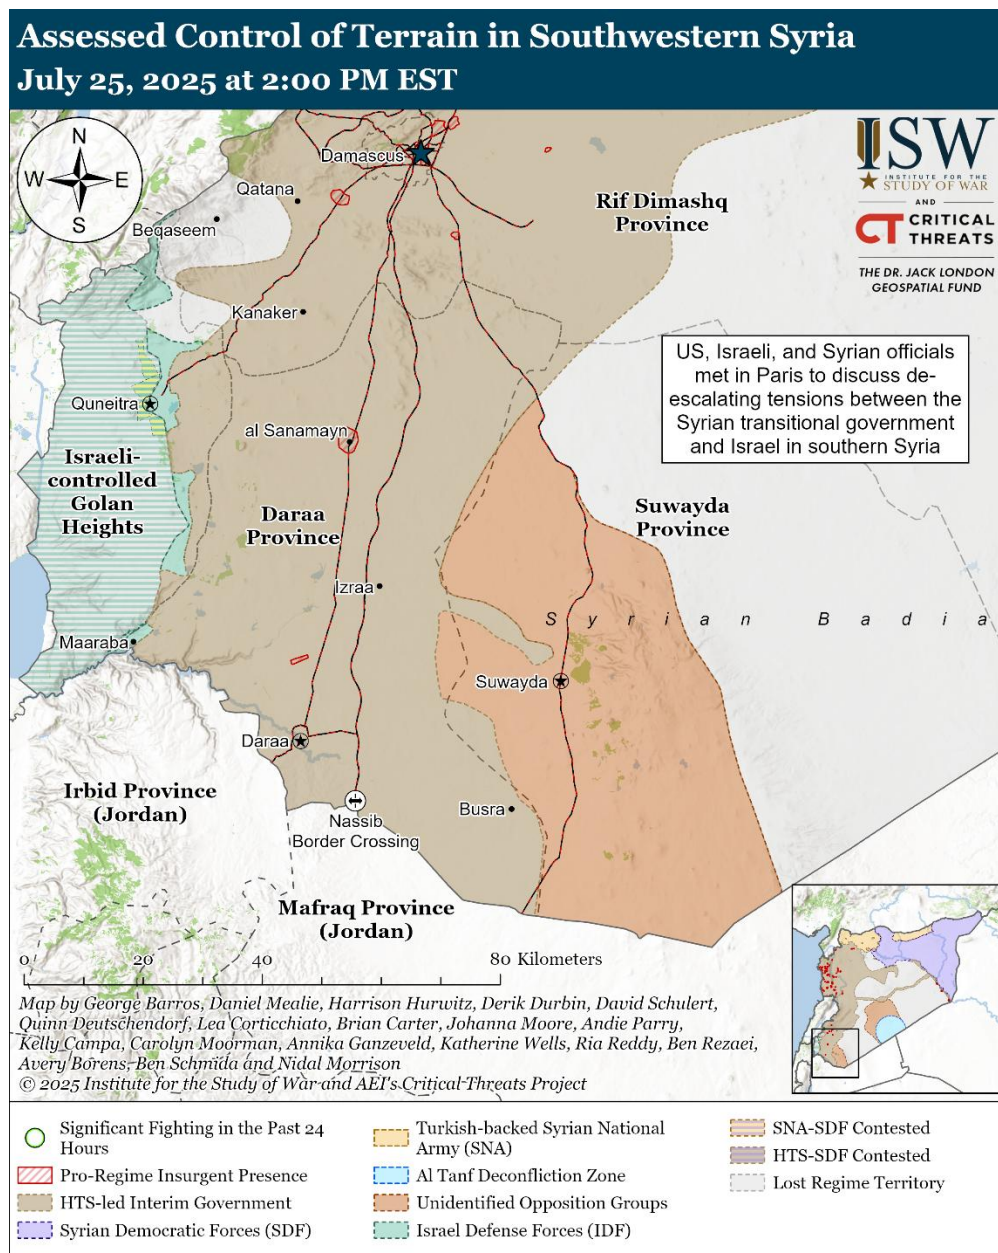 Assessed Control of Terrain in Southwestern Syria
July 25, 2025 at 2:00 PM EST
N
W
E
S
ISW
INSTITUTE FOR THE
STUDY OF WAR
AND
CT CRITICAL
THREATS
THE DR. JACK LONDON
GEOSPATIAL FUND
Damascus
Qatana
Beqaseem
Rif Dimashq
Province
Kanaker
US, Israeli, and Syrian officials
met in Paris to discuss de-
escalating tensions between the
Syrian transitional government
and Israel in southern Syria
Quneitra
al Sanamayn
Israeli-
controlled
Golan
Heights
Daraa
Province
Suwayda
Province
Izraa
Syrian Badia
Maaraba
Suwayda
Daraa
Irbid Province
(Jordan)
Nassib
Border Crossing
Busra
Mafraq Province
(Jordan)
0 20 40 80 Kilometers
Map by George Barros, Daniel Mealie, Harrison Hurwitz, Derik Durbin, David Schulert,
Quinn Deutschendorf, Lea Corticchiato, Brian Carter, Johanna Moore, Andie Parry,
Kelly Campa, Carolyn Moorman, Annika Ganzeveld, Katherine Wells, Ria Reddy, Ben Rezaei,
Avery Borens, Ben Schmida and Nidal Morrison
© 2025 Institute for the Study of War and AEI's Critical Threats Project
Significant Fighting in the Past 24
Hours
Pro-Regime Insurgent Presence
HTS-led Interim Government
Syrian Democratic Forces (SDF)
Turkish-backed Syrian National
Army (SNA)
Al Tanf Deconfliction Zone
Unidentified Opposition Groups
Israel Defense Forces (IDF)
SNA-SDF Contested
HTS-SDF Contested
Lost Regime Territory